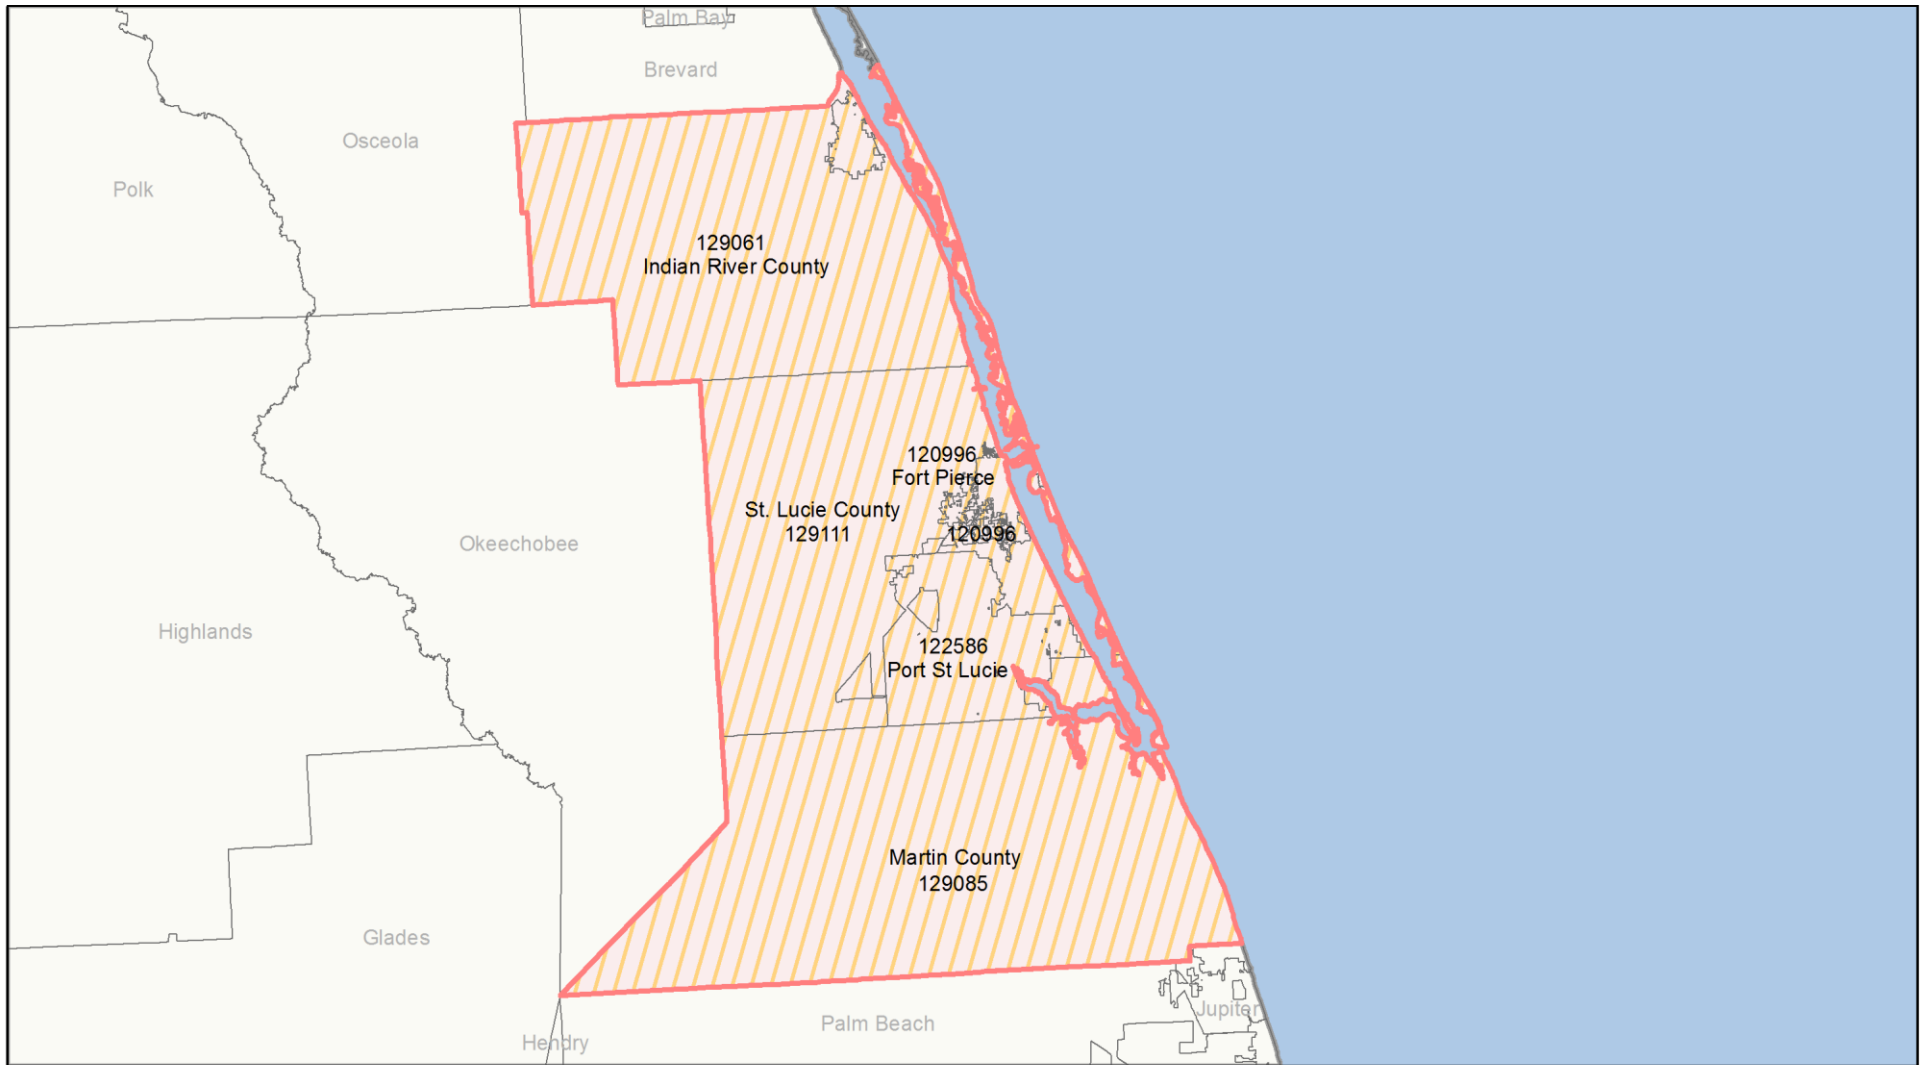 Palm Bay
Brevard
Osceola
Polk
129061
Indian River County
120996
Fort Pierce
St. Lucie County
129111
120996
Okeechobee
Highlands
122586
Port St Lucie
Martin County
129085
Glades
Jupiter
Palm Beach
Hendry